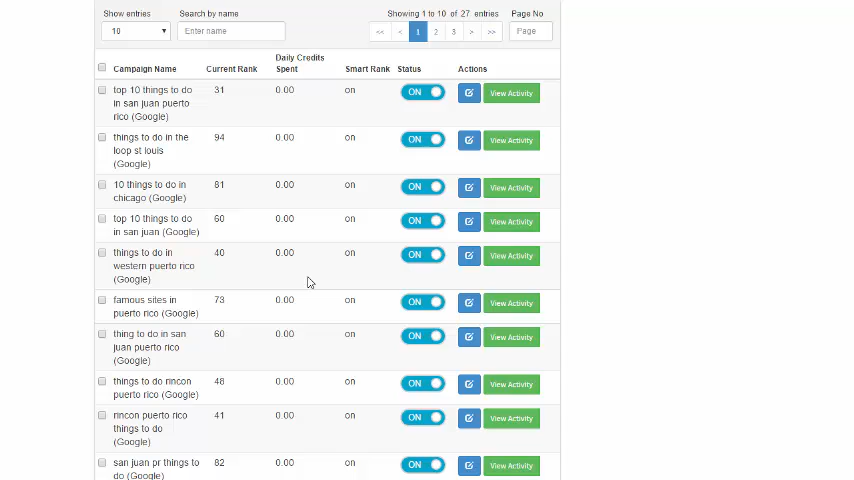 Show entries Search by name Showing 1 to 10 of 27 entries Page No
10 Enter name << < 1 2 3 > >> Page
Daily Credits
Campaign Name Current Rank Spent Smart Rank Status Actions
top 10 things to do 31 0.00 on ON View Activity
in san juan puerto
rico (Google)
things to do in the 94 0.00 on ON View Activity
loop st louis
(Google)
10 things to do in 81 0.00 on ON View Activity
chicago (Google)
top 10 things to do 60 0.00 on ON View Activity
in san juan (Google)
things to do in 40 0.00 on ON View Activity
western puerto rico
(Google)
famous sites in 73 0.00 on ON View Activity
puerto rico (Google)
thing to do in san 60 0.00 on ON View Activity
juan puerto rico
(Google)
things to do rincon 48 0.00 on ON View Activity
puerto rico (Google)
rincon puerto rico 41 0.00 on ON View Activity
things to do
(Google)
san juan pr things to 82 0.00 on ON View Activity
do (Google)